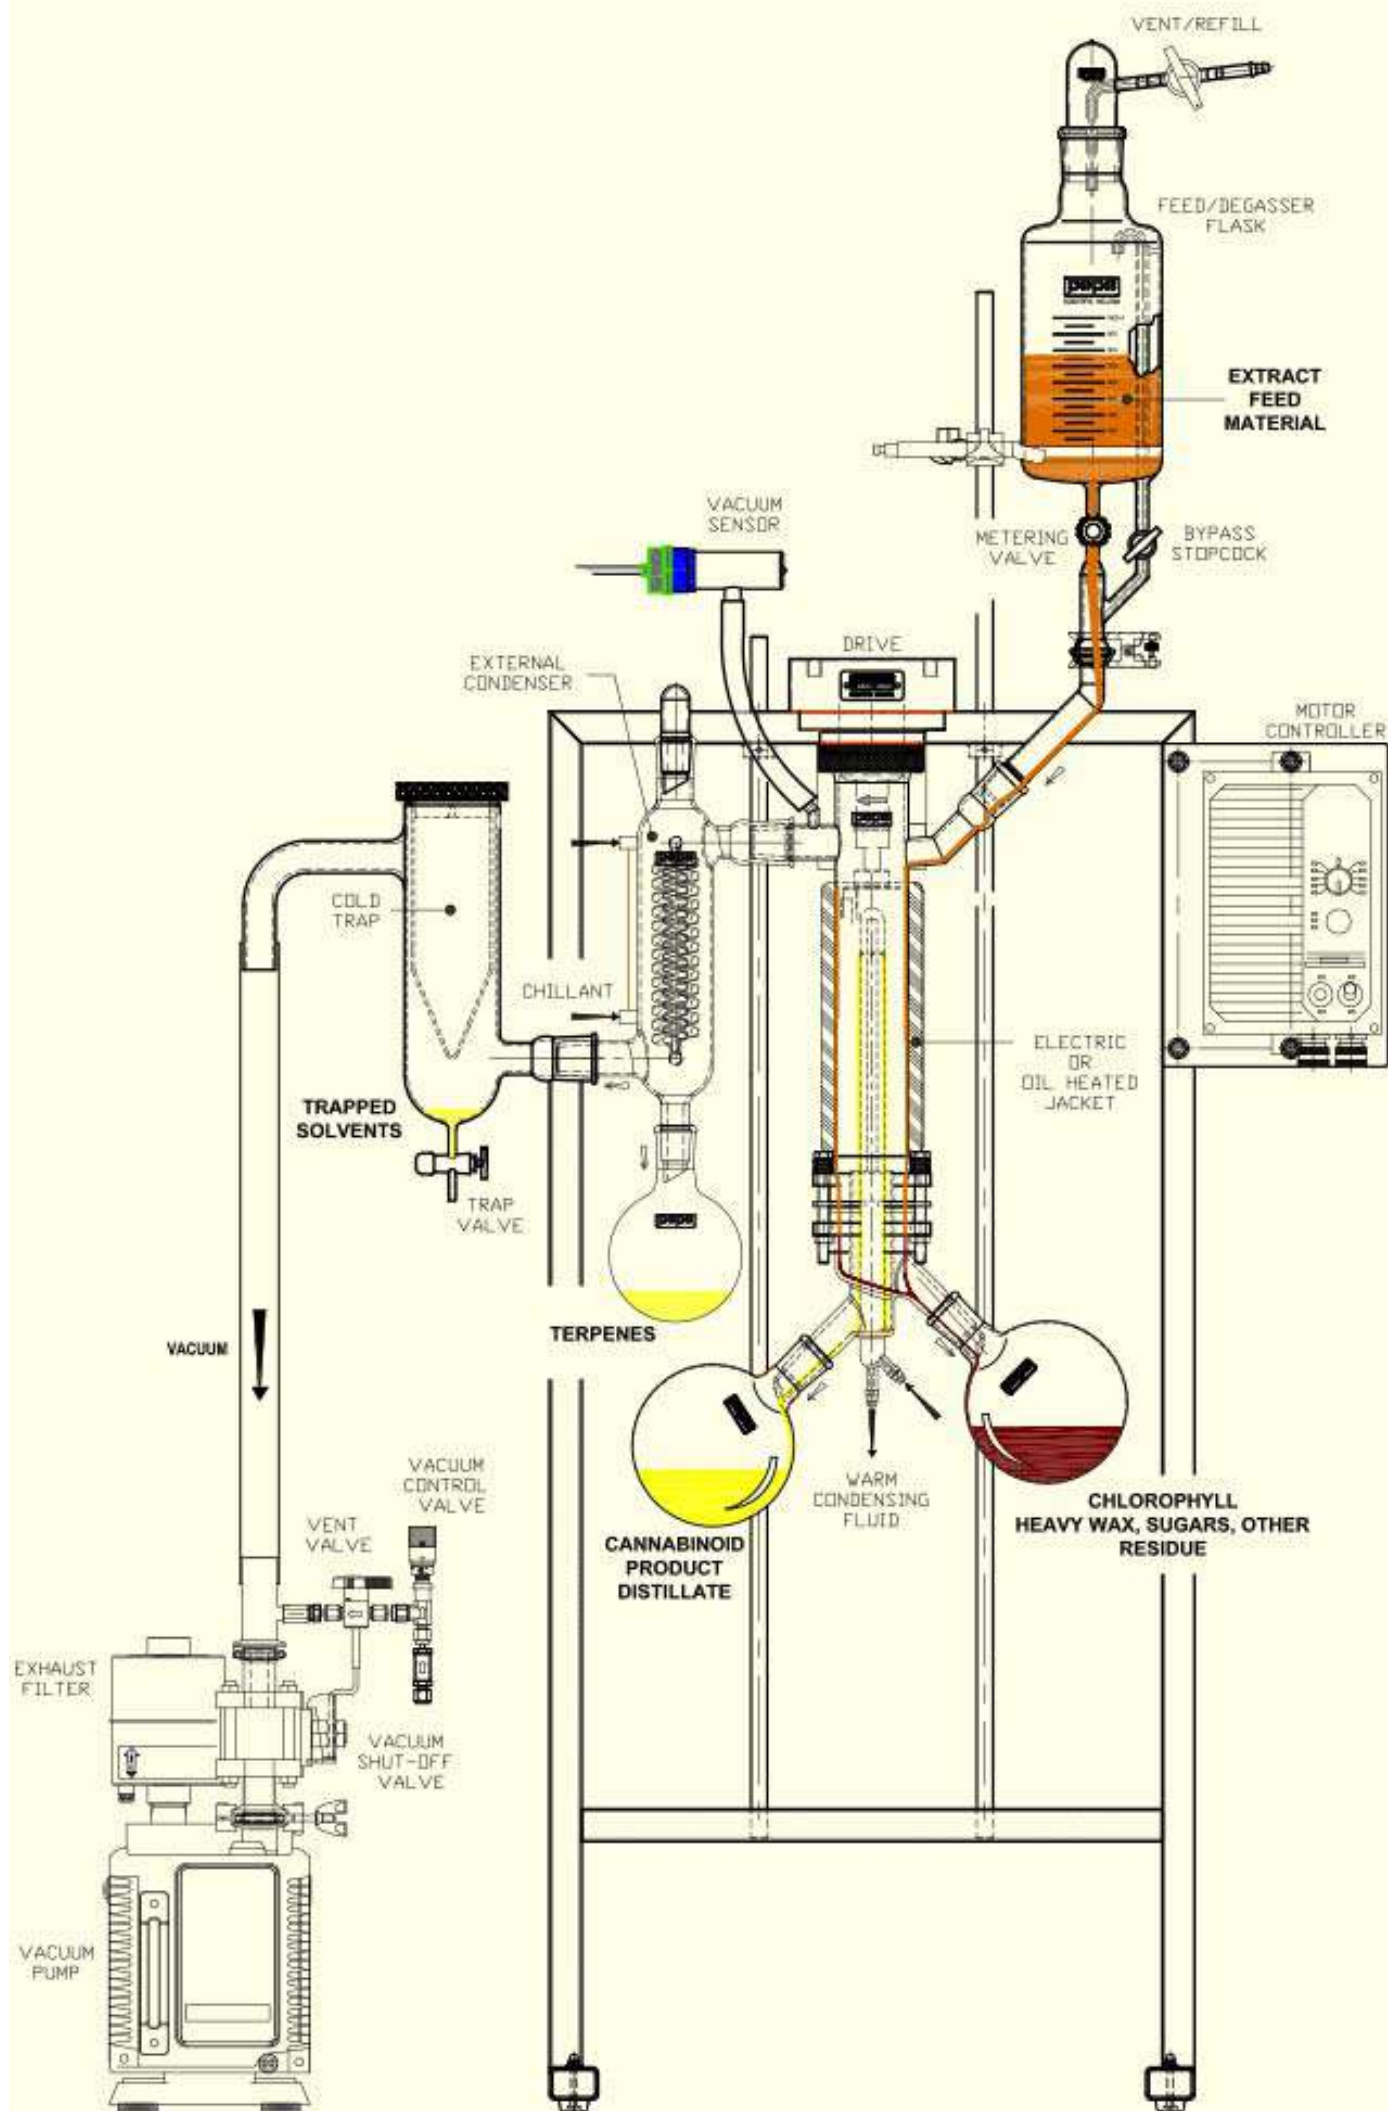 VENT/REFILL
FEED/DEGASSER
FLASK
pope
EXTRACT
FEED
MATERIAL
VACUUM
SENSOR
METERING
VALVE
BYPASS
STOPCOCK
DRIVE
EXTERNAL
CONDENSER
MOTOR
CONTROLLER
COLD
TRAP
CHILLANT
ELECTRIC
OR
OIL HEATED
JACKET
TRAPPED
SOLVENTS
TRAP
VALVE
pope
TERPENES
VACUUM
WARM
CONDENSING
FLUID
CANNABINOID
PRODUCT
DISTILLATE
CHLOROPHYLL
HEAVY WAX, SUGARS, OTHER
RESIDUE
VACUUM
CONTROL
VALVE
VENT
VALVE
EXHAUST
FILTER
VACUUM
SHUT-OFF
VALVE
VACUUM
PUMP